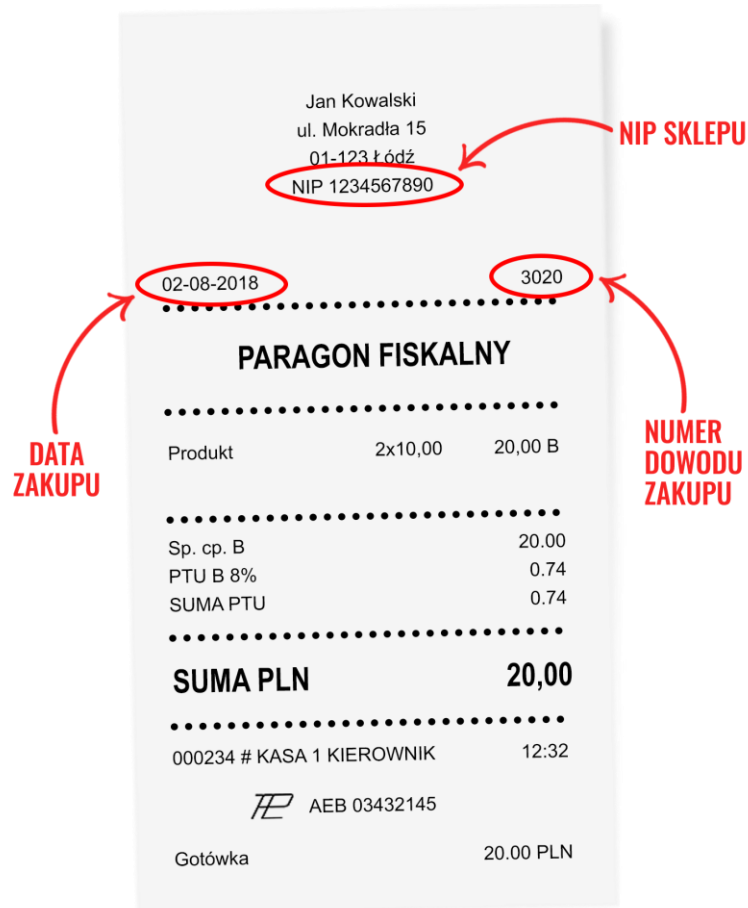 Jan Kowalski
ul. Mokradła 15
01-123 Łódź
NIP 1234567890
NIP SKLEPU
02-08-2018 3020
PARAGON FISKALNY
DATA
ZAKUPU
NUMER
DOWODU
ZAKUPU
Produkt 2x10,00 20,00 B
Sp. cp. B 20.00
PTU B 8% 0.74
SUMA PTU 0.74
SUMA PLN 20,00
000234 # KASA 1 KIEROWNIK 12:32
AEB 03432145
Gotówka 20.00 PLN